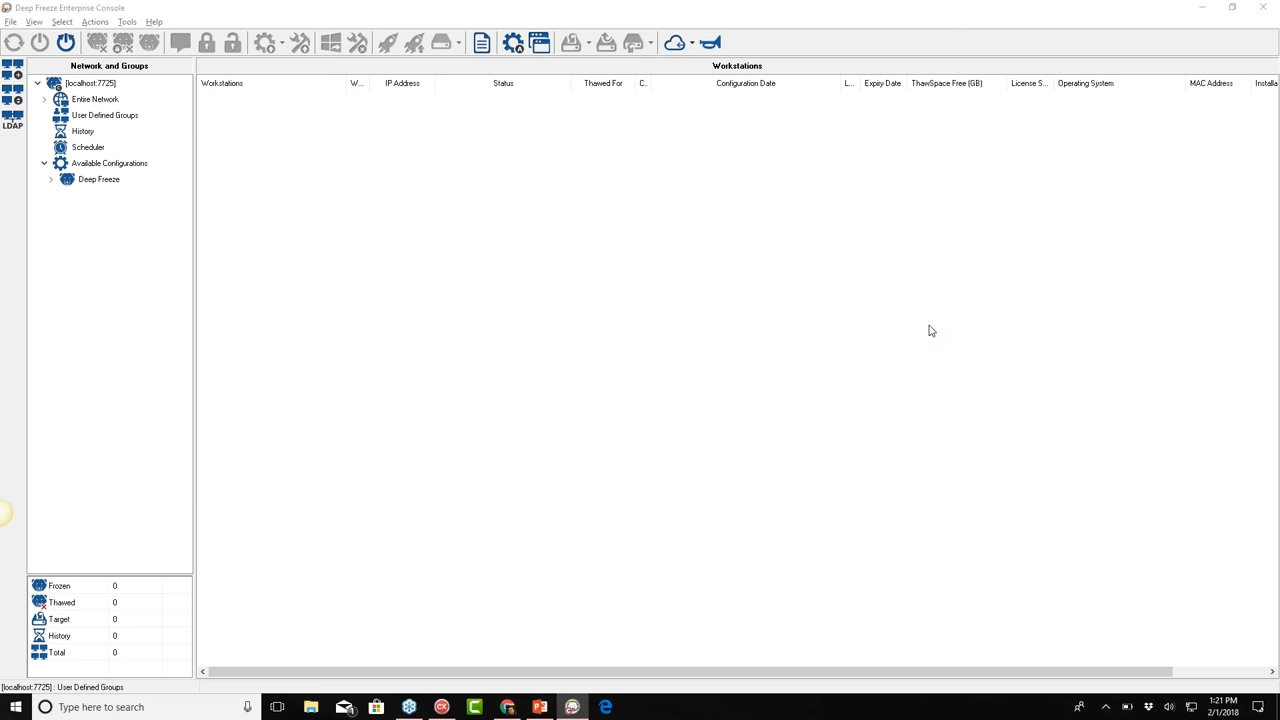 Deep Freeze Enterprise Console
File View Select Actions Tools Help
Network and Groups
Workstations
[localhost:7725]
Entire Network
User Defined Groups
History
Scheduler
Available Configurations
Deep Freeze
LDAP
Workstations W... IP Address Status Thawed For C.. Configuration Date L... Expiry Date ThawSpace Free (GB) License S... Operating System MAC Address Installa
Frozen 0
Thawed 0
Target 0
History 0
Total 0
[localhost:7725] : User Defined Groups
Type here to search
1:21 PM
2/1/2018